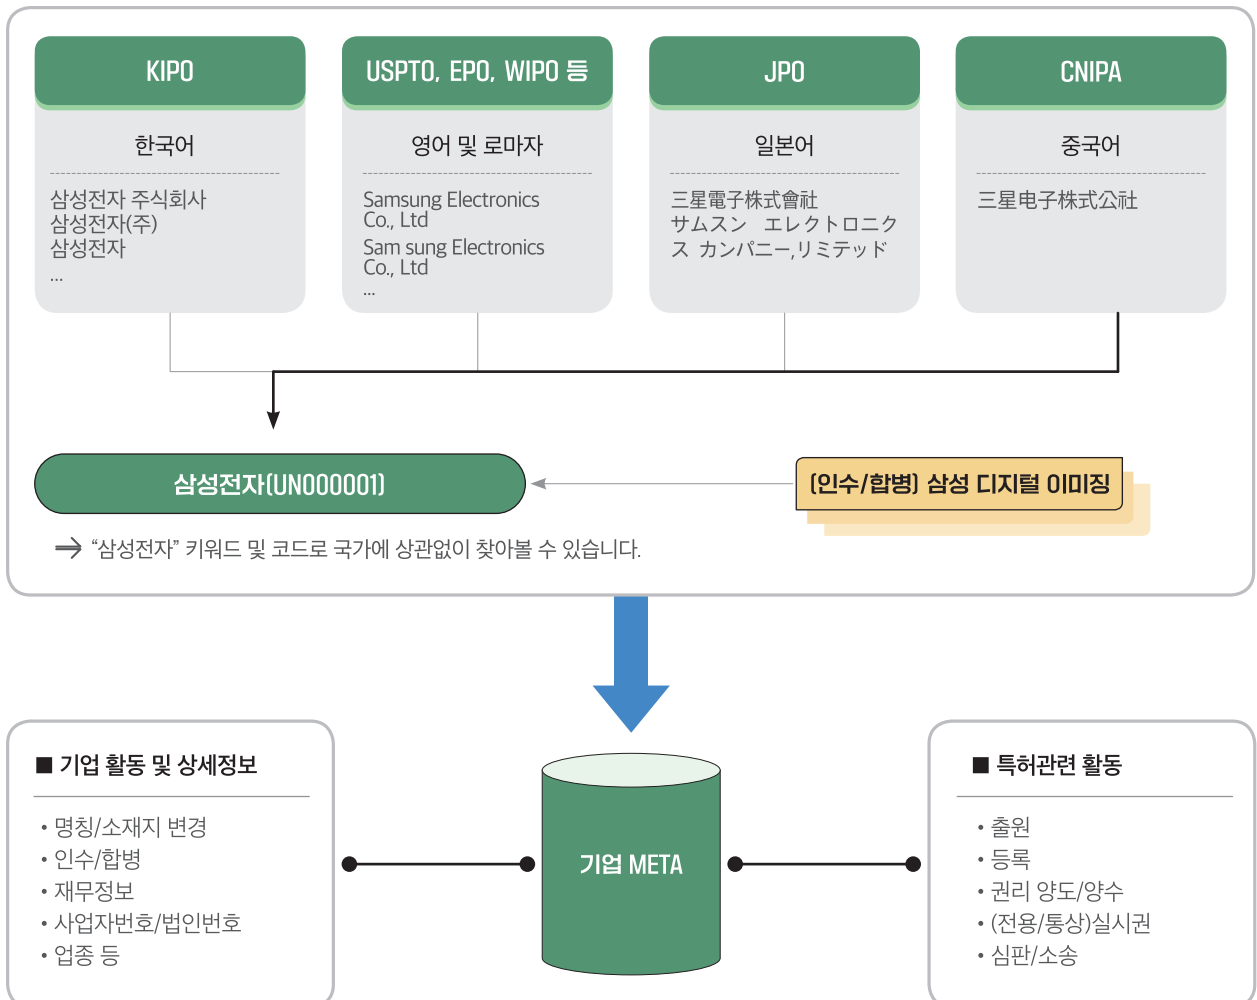 KIPO
한국어
삼성전자 주식회사
삼성전자(주)
삼성전자
...
USPTO, EPO, WIPO 등
영어 및 로마자
Samsung Electronics
Co., Ltd
Sam sung Electronics
Co., Ltd
...
JPO
일본어
三星電子株式會社
サムスン エレクトロニク
ス カンパニー,リミテッド
CNIPA
중국어
三星电子株式公社
삼성전자(UN000001)
(인수/합병) 삼성 디지털 이미징
⇒ “삼성전자” 키워드 및 코드로 국가에 상관없이 찾아볼 수 있습니다.
■ 기업 활동 및 상세정보
• 명칭/소재지 변경
• 인수/합병
• 재무정보
• 사업자번호/법인번호
• 업종 등
기업 META
■ 특허관련 활동
• 출원
• 등록
• 권리 양도/양수
• (전용/통상)실시권
• 심판/소송